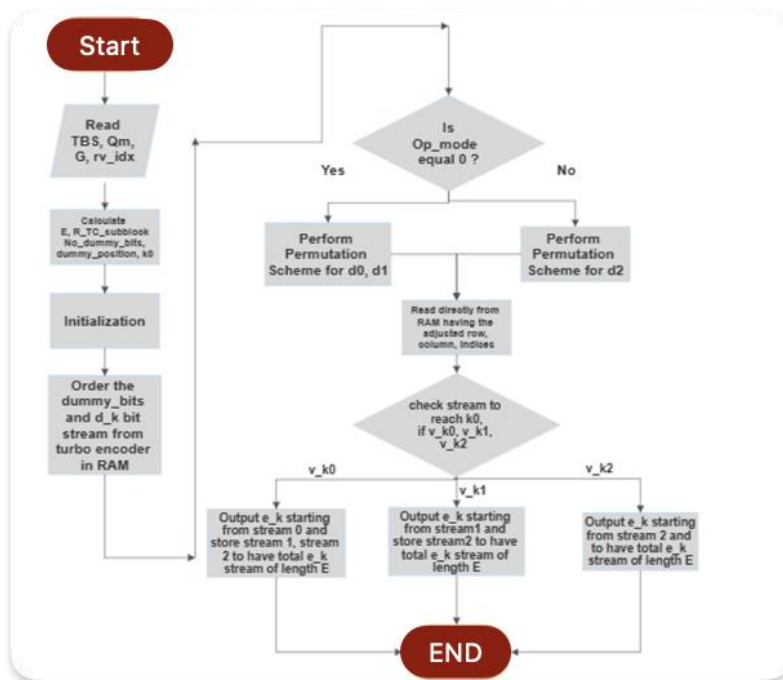 Start
Read
TBS, Qm,
G, rv_idx
Calculate
E, R_TC_subblook
No_dummy_bits,
dummy_position, k0
Initialization
Order the
dummy_bits
and d_k bit
stream from
turbo encoder
in RAM
Is
Op_mode
equal 0 ?
Yes
No
Perform
Permutation
Scheme for d0, d1
Perform
Permutation
Scheme for d2
Read directly from
RAM having the
adjusted row,
oolumn, indices
check stream to
reach k0,
if v_k0, v_k1,
v_k2
v_k0
v_k1
v_k2
Output e_k starting
from stream 0 and
store stream 1, stream
2 to have total e_k
stream of length E
Output e_k starting
from stream1 and
store stream2 to have
total e_k stream of
length E
Output e_k starting
from stream 2 and
to have total e_k
stream of length E
END